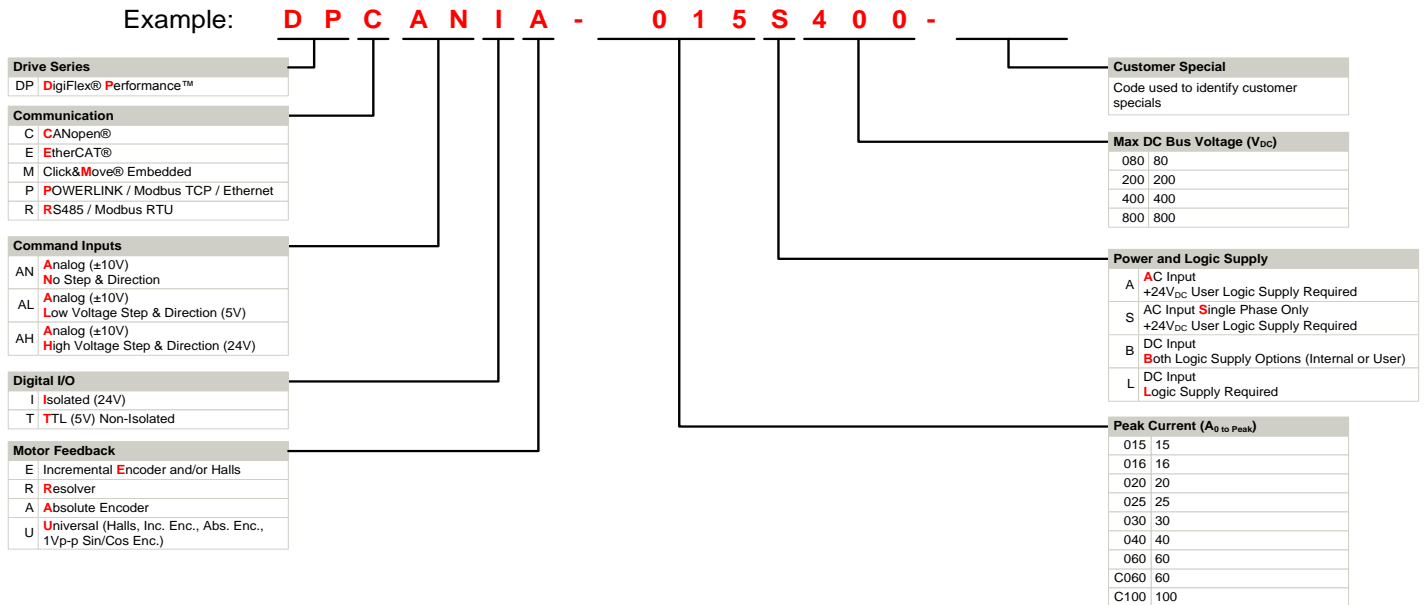 Example: D P C A N I A - 0 1 5 S 4 0 0 -
Drive Series
DP DigiFlex® Performance™
Communication
C CANopen®
E EtherCAT®
M Click&Move® Embedded
P POWERLINK / Modbus TCP / Ethernet
R RS485 / Modbus RTU
Command Inputs
AN Analog (±10V)
No Step & Direction
AL Analog (±10V)
Low Voltage Step & Direction (5V)
AH Analog (±10V)
High Voltage Step & Direction (24V)
Digital I/O
I Isolated (24V)
T TTL (5V) Non-Isolated
Motor Feedback
E Incremental Encoder and/or Halls
R Resolver
A Absolute Encoder
U Universal (Halls, Inc. Enc., Abs. Enc.,
1Vp-p Sin/Cos Enc.)
Customer Special
Code used to identify customer
specials
Max DC Bus Voltage (VDC)
080 80
200 200
400 400
800 800
Power and Logic Supply
A AC Input
+24VDC User Logic Supply Required
S AC Input Single Phase Only
+24VDC User Logic Supply Required
B DC Input
Both Logic Supply Options (Internal or User)
L DC Input
Logic Supply Required
Peak Current (A0 to Peak)
015 15
016 16
020 20
025 25
030 30
040 40
060 60
C060 60
C100 100